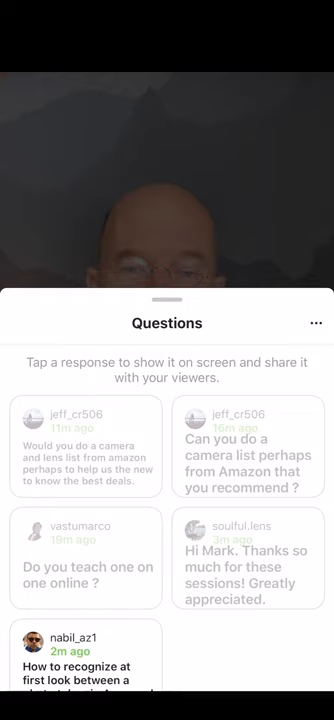 Questions
Tap a response to show it on screen and share it
with your viewers.
jeff_cr506
11m ago
Would you do a camera
and lens list from amazon
perhaps to help us the new
to know the best deals.
jeff_cr506
16m ago
Can you do a
camera list perhaps
from Amazon that
you recommend ?
vastumarco
19m ago
Do you teach one on
one online ?
soulful.lens
3m ago
Hi Mark. Thanks so
much for these
sessions! Greatly
appreciated.
nabil_az1
2m ago
How to recognize at
first look between a